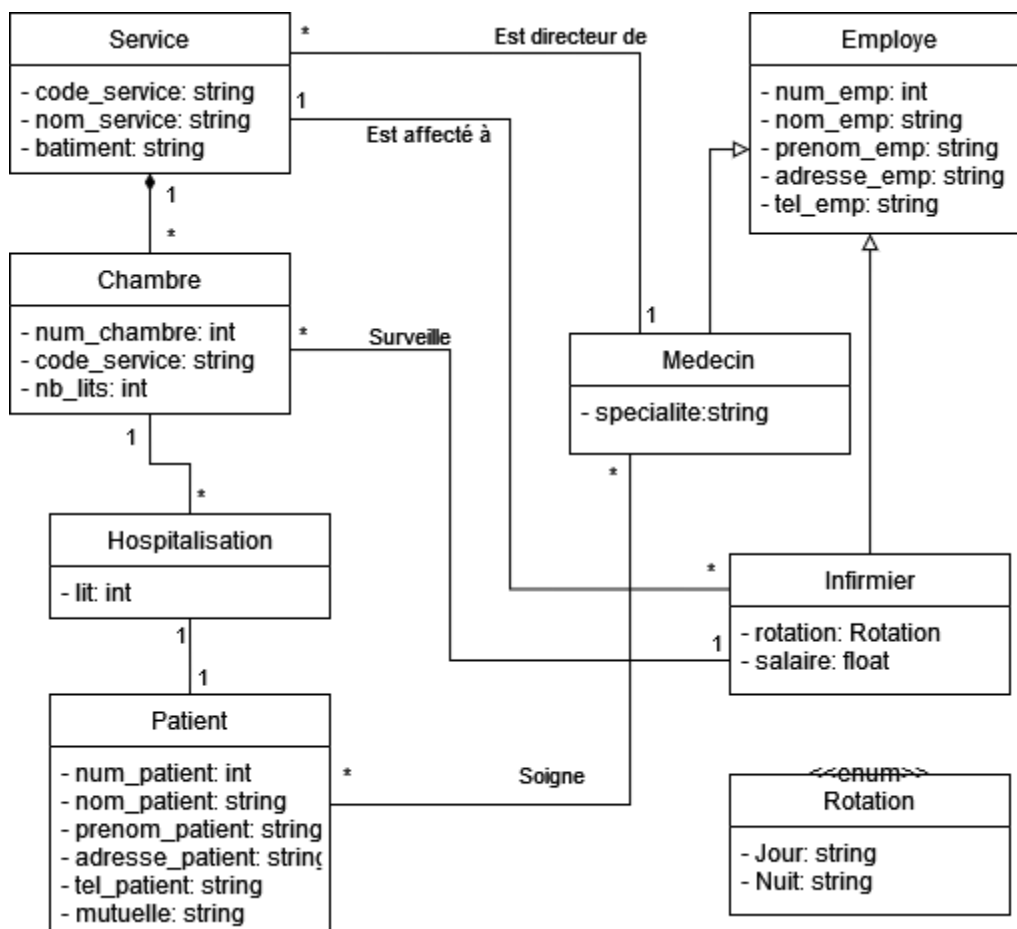 Service
- code_service: string
- nom_service: string
- batiment: string
*
Est directeur de
1
Est affecté à
Employe
- num_emp: int
- nom_emp: string
- prenom_emp: string
- adresse_emp: string
- tel_emp: string
1
*
Chambre
- num_chambre: int
- code_service: string
- nb_lits: int
*
Surveille
1
Medecin
- specialite:string
*
1
*
Hospitalisation
- lit: int
*
Infirmier
- rotation: Rotation
- salaire: float
1
1
1
Patient
- num_patient: int
- nom_patient: string
- prenom_patient: string
- adresse_patient: string
- tel_patient: string
- mutuelle: string
*
Soigne
<<enum>>
Rotation
- Jour: string
- Nuit: string